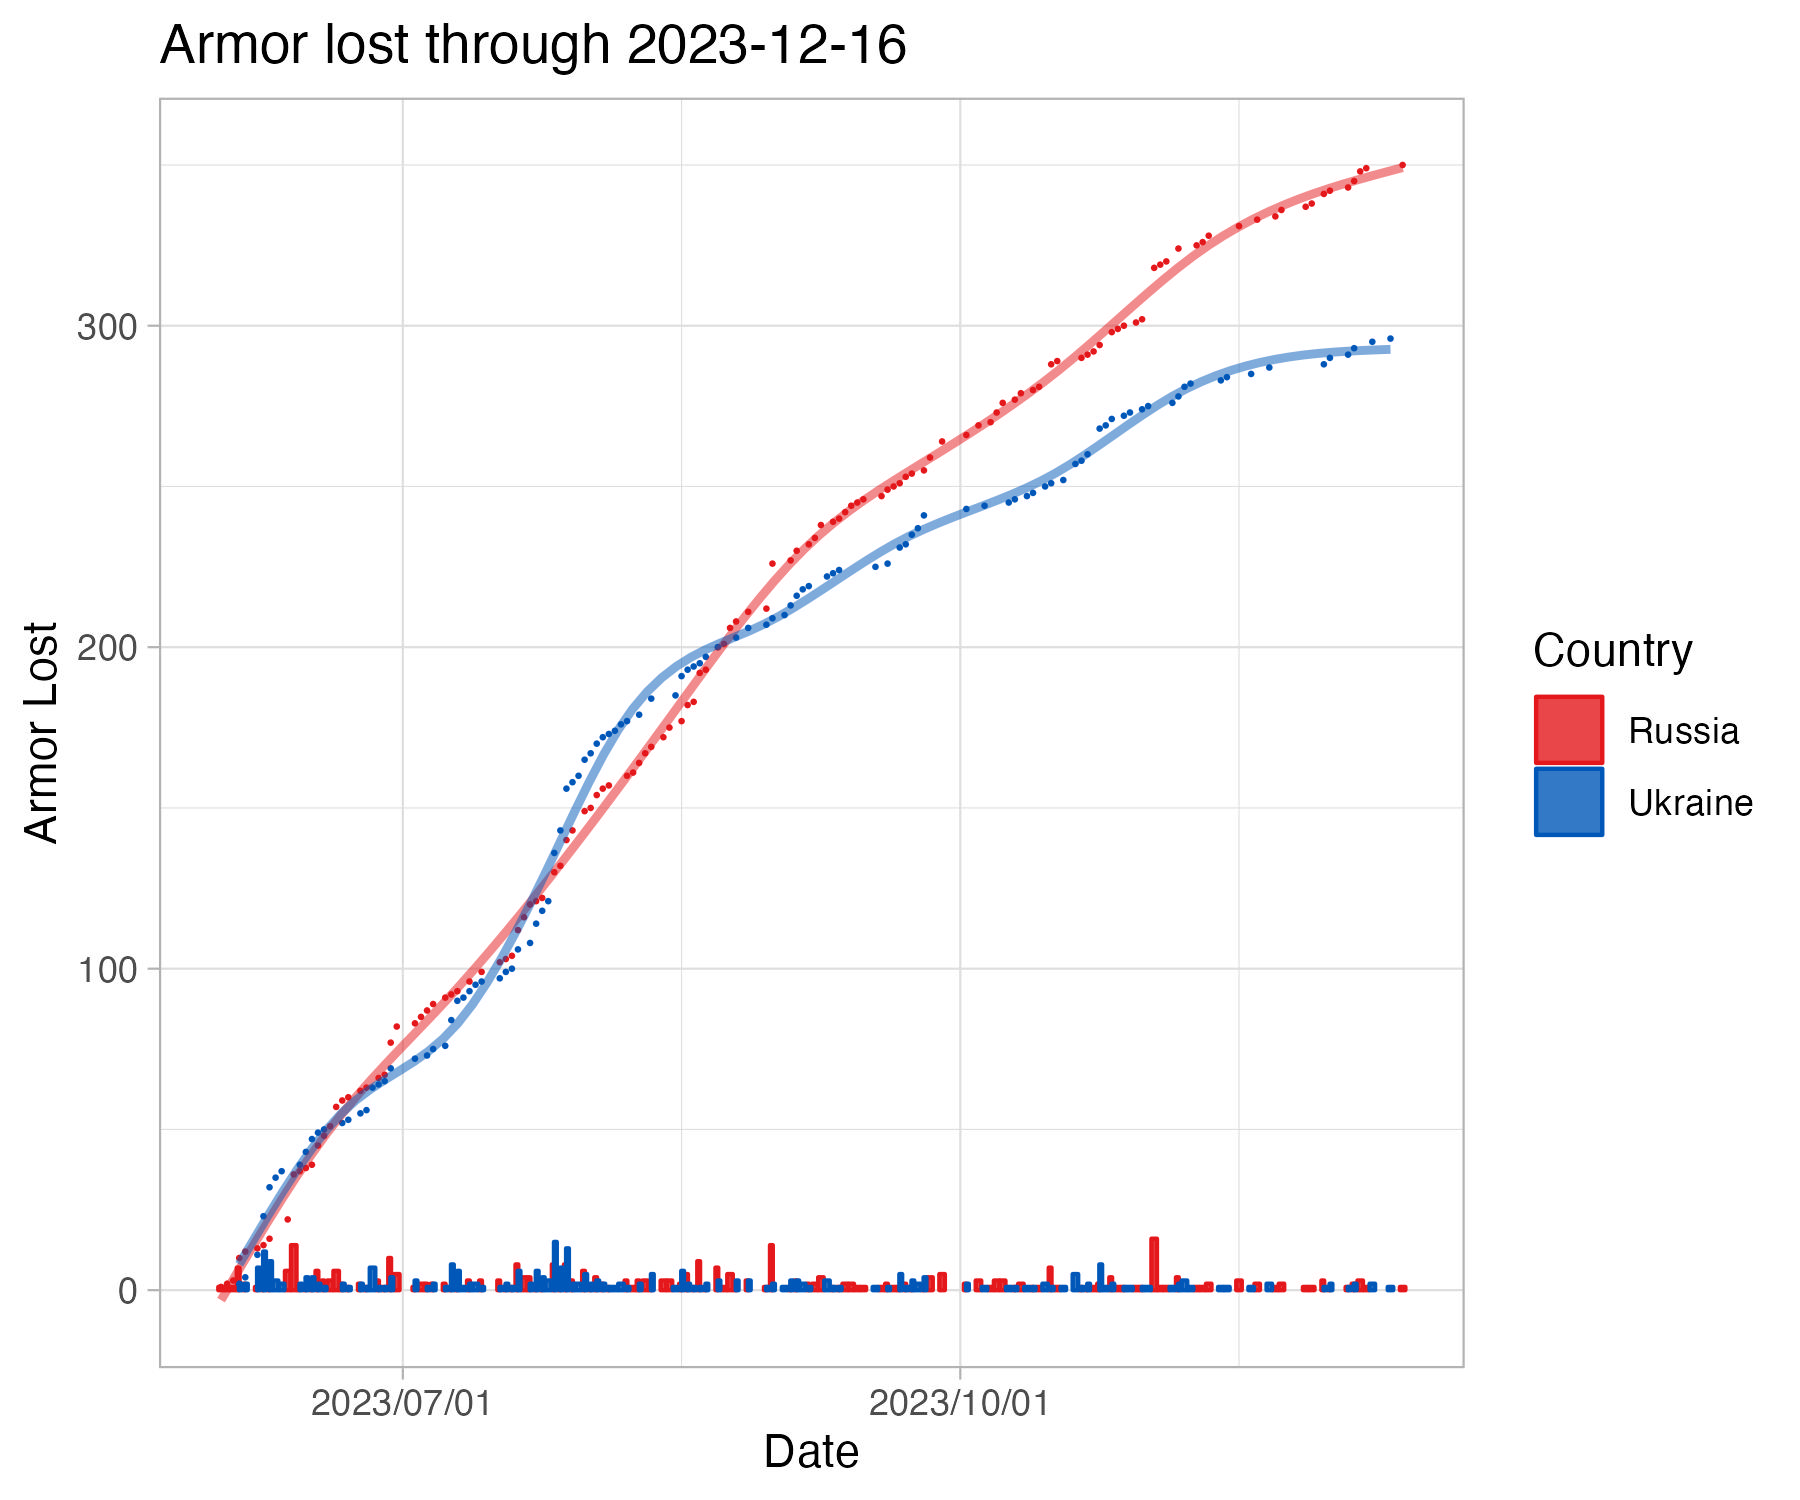 Armor lost through 2023-12-16
Armor Lost
300
200
100
0
2023/07/01
2023/10/01
Date
Country
Russia
Ukraine